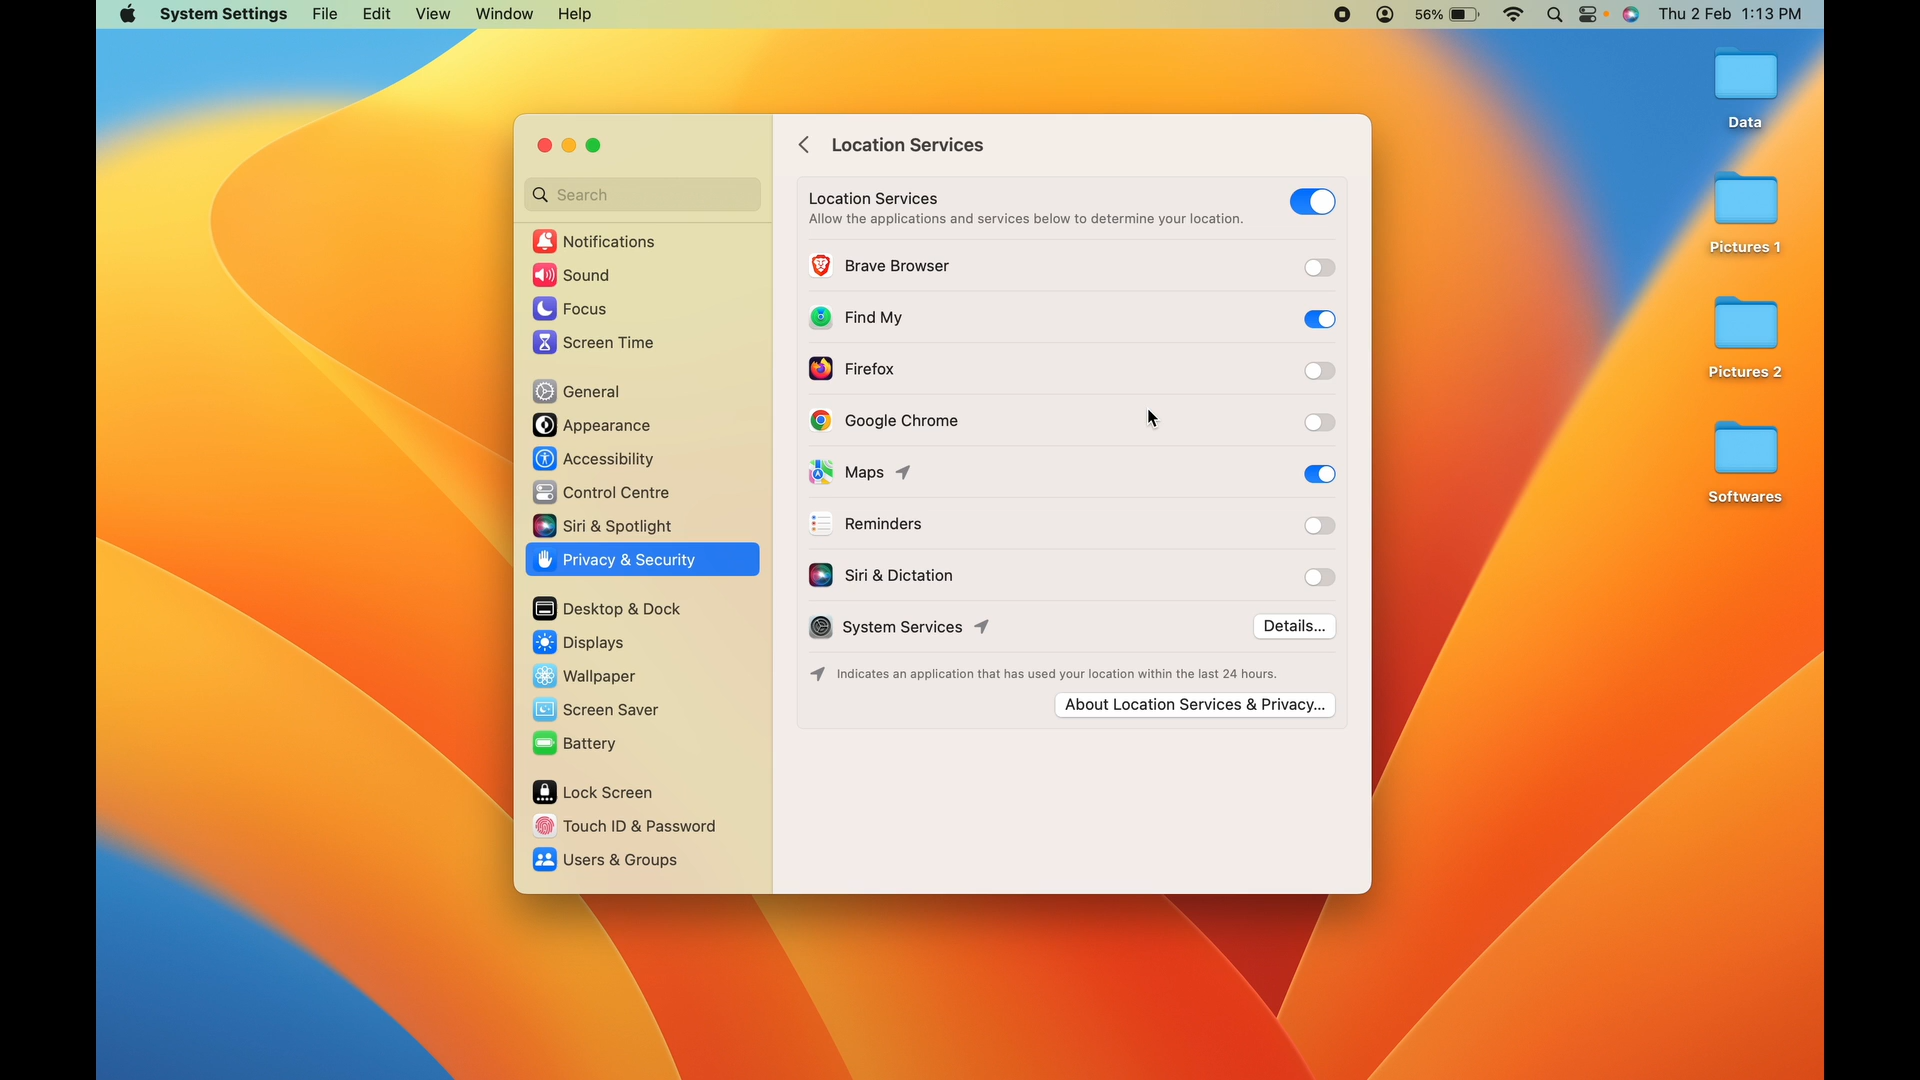 System Settings File Edit View Window Help 56% Thu 2 Feb 1:13 PM
Data
Pictures 1
Pictures 2
Softwares
Search
Notifications
Sound
Focus
Screen Time
General
Appearance
Accessibility
Control Centre
Siri & Spotlight
Privacy & Security
Desktop & Dock
Displays
Wallpaper
Screen Saver
Battery
Lock Screen
Touch ID & Password
Users & Groups
Location Services
Location Services
Allow the applications and services below to determine your location.
Brave Browser
Find My
Firefox
Google Chrome
Maps
Reminders
Siri & Dictation
System Services Details...
Indicates an application that has used your location within the last 24 hours.
About Location Services & Privacy...